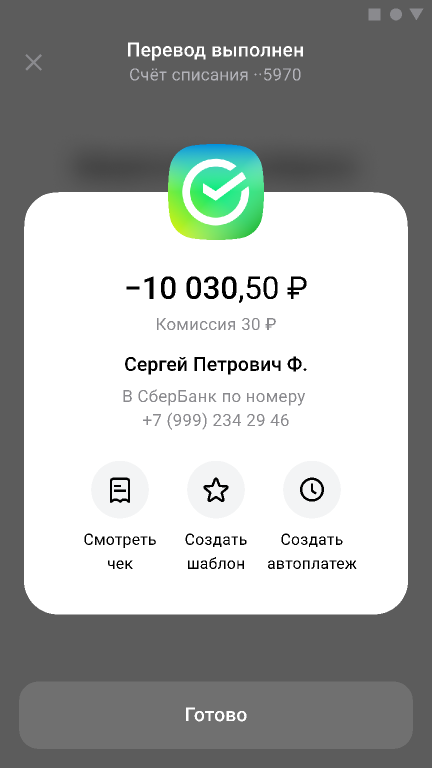 Перевод выполнен
Счёт списания ··5970
−10 030,50 ₽
Комиссия 30 ₽
Сергей Петрович Ф.
В СберБанк по номеру
+7 (999) 234 29 46
Смотреть чек
Создать шаблон
Создать автоплатеж
Готово